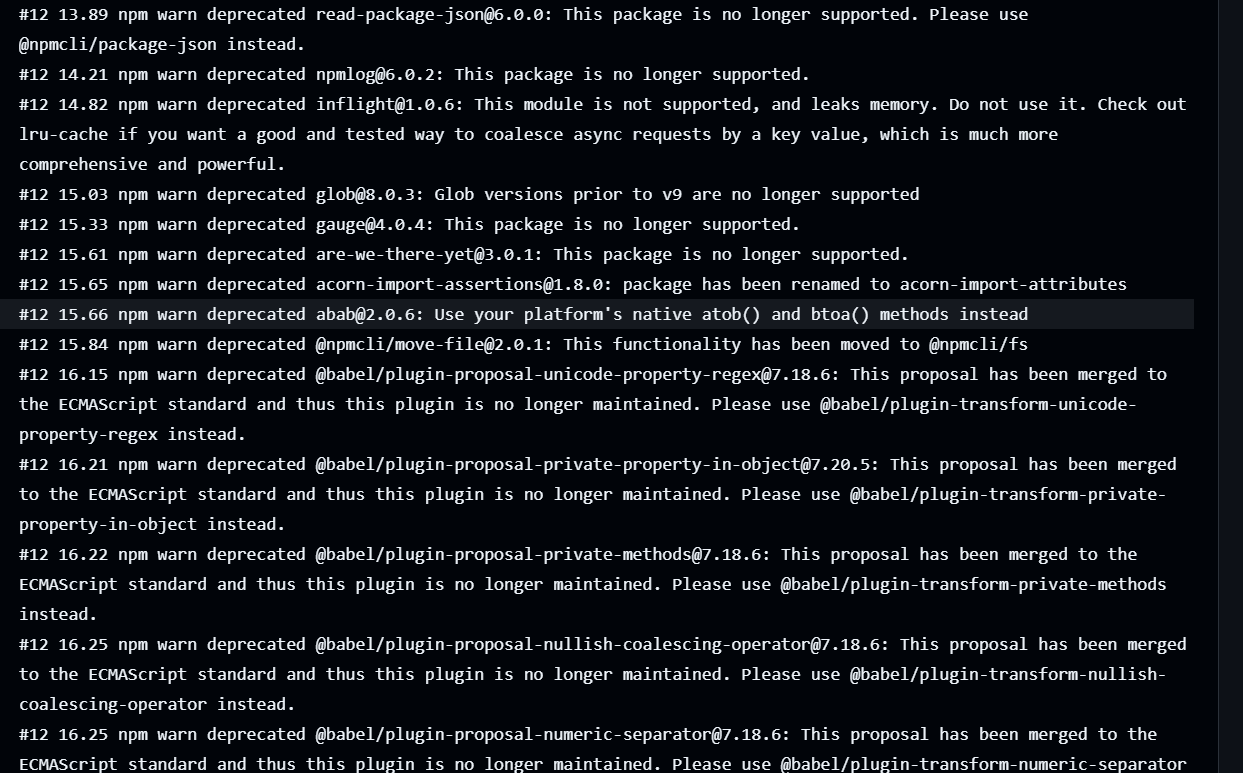 #12 13.89 npm warn deprecated read-package-json@6.0.0: This package is no longer supported. Please use
@npmcli/package-json instead.
#12 14.21 npm warn deprecated npmlog@6.0.2: This package is no longer supported.
#12 14.82 npm warn deprecated inflight@1.0.6: This module is not supported, and leaks memory. Do not use it. Check out
lru-cache if you want a good and tested way to coalesce async requests by a key value, which is much more
comprehensive and powerful.
#12 15.03 npm warn deprecated glob@8.0.3: Glob versions prior to v9 are no longer supported
#12 15.33 npm warn deprecated gauge@4.0.4: This package is no longer supported.
#12 15.61 npm warn deprecated are-we-there-yet@3.0.1: This package is no longer supported.
#12 15.65 npm warn deprecated acorn-import-assertions@1.8.0: package has been renamed to acorn-import-attributes
#12 15.66 npm warn deprecated abab@2.0.6: Use your platform's native atob() and btoa() methods instead
#12 15.84 npm warn deprecated @npmcli/move-file@2.0.1: This functionality has been moved to @npmcli/fs
#12 16.15 npm warn deprecated @babel/plugin-proposal-unicode-property-regex@7.18.6: This proposal has been merged to
the ECMAScript standard and thus this plugin is no longer maintained. Please use @babel/plugin-transform-unicode-
property-regex instead.
#12 16.21 npm warn deprecated @babel/plugin-proposal-private-property-in-object@7.20.5: This proposal has been merged
to the ECMAScript standard and thus this plugin is no longer maintained. Please use @babel/plugin-transform-private-
property-in-object instead.
#12 16.22 npm warn deprecated @babel/plugin-proposal-private-methods@7.18.6: This proposal has been merged to the
ECMAScript standard and thus this plugin is no longer maintained. Please use @babel/plugin-transform-private-methods
instead.
#12 16.25 npm warn deprecated @babel/plugin-proposal-nullish-coalescing-operator@7.18.6: This proposal has been merged
to the ECMAScript standard and thus this plugin is no longer maintained. Please use @babel/plugin-transform-nullish-
coalescing-operator instead.
#12 16.25 npm warn deprecated @babel/plugin-proposal-numeric-separator@7.18.6: This proposal has been merged to the
ECMAScript standard and thus this plugin is no longer maintained. Please use @babel/plugin-transform-numeric-separator